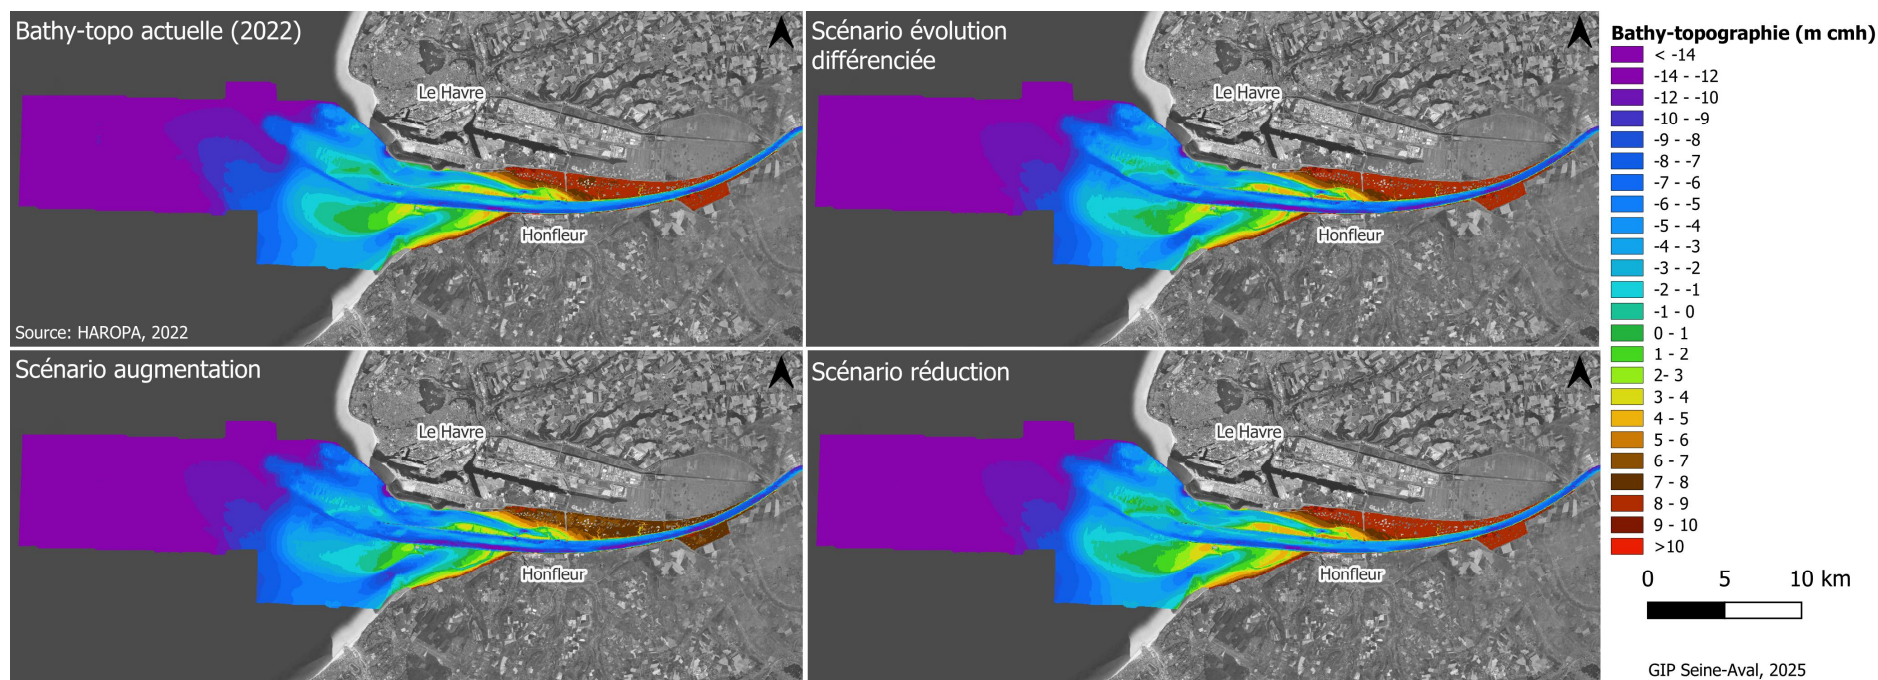 Bathy-topo actuelle (2022)
Le Havre
Honfleur
Source: HAROPA, 2022
Scénario évolution
différenciée
Le Havre
Honfleur
Scénario augmentation
Le Havre
Honfleur
Scénario réduction
Le Havre
Honfleur
Bathy-topographie (m cmh)
< -14
-14 - -12
-12 - -10
-10 - -9
-9 - -8
-8 - -7
-7 - -6
-6 - -5
-5 - -4
-4 - -3
-3 - -2
-2 - -1
-1 - 0
0 - 1
1 - 2
2- 3
3 - 4
4 - 5
5 - 6
6 - 7
7 - 8
8 - 9
9 - 10
>10
0 5 10 km
GIP Seine-Aval, 2025